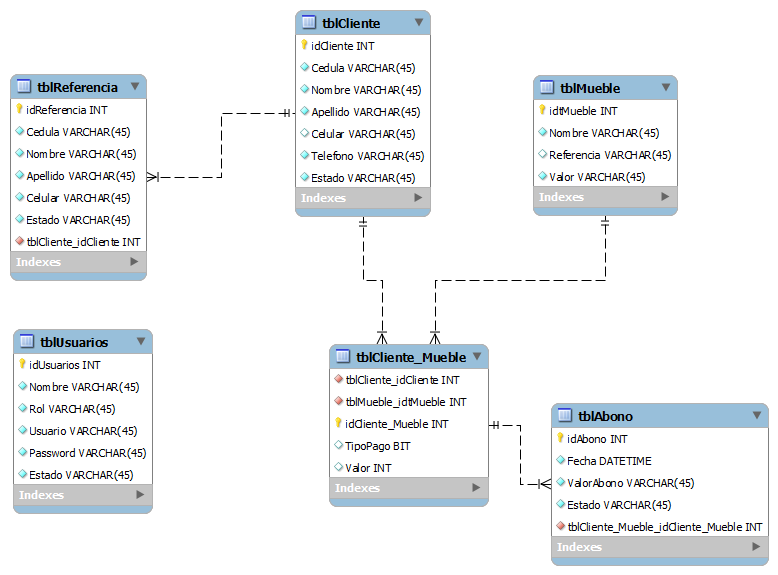 tblCliente
idCliente INT
Cedula VARCHAR(45)
Nombre VARCHAR(45)
Apellido VARCHAR(45)
Celular VARCHAR(45)
Telefono VARCHAR(45)
Estado VARCHAR(45)
Indexes
tblReferencia
idReferencia INT
Cedula VARCHAR(45)
Nombre VARCHAR(45)
Apellido VARCHAR(45)
Celular VARCHAR(45)
Estado VARCHAR(45)
tblCliente_idCliente INT
Indexes
tblMueble
idtMueble INT
Nombre VARCHAR(45)
Referencia VARCHAR(45)
Valor VARCHAR(45)
Indexes
tblUsuarios
idUsuarios INT
Nombre VARCHAR(45)
Rol VARCHAR(45)
Usuario VARCHAR(45)
Password VARCHAR(45)
Estado VARCHAR(45)
Indexes
tblCliente_Mueble
tblCliente_idCliente INT
tblMueble_idtMueble INT
idCliente_Mueble INT
TipoPago BIT
Valor INT
Indexes
tblAbono
idAbono INT
Fecha DATETIME
ValorAbono VARCHAR(45)
Estado VARCHAR(45)
tblCliente_Mueble_idCliente_Mueble INT
Indexes